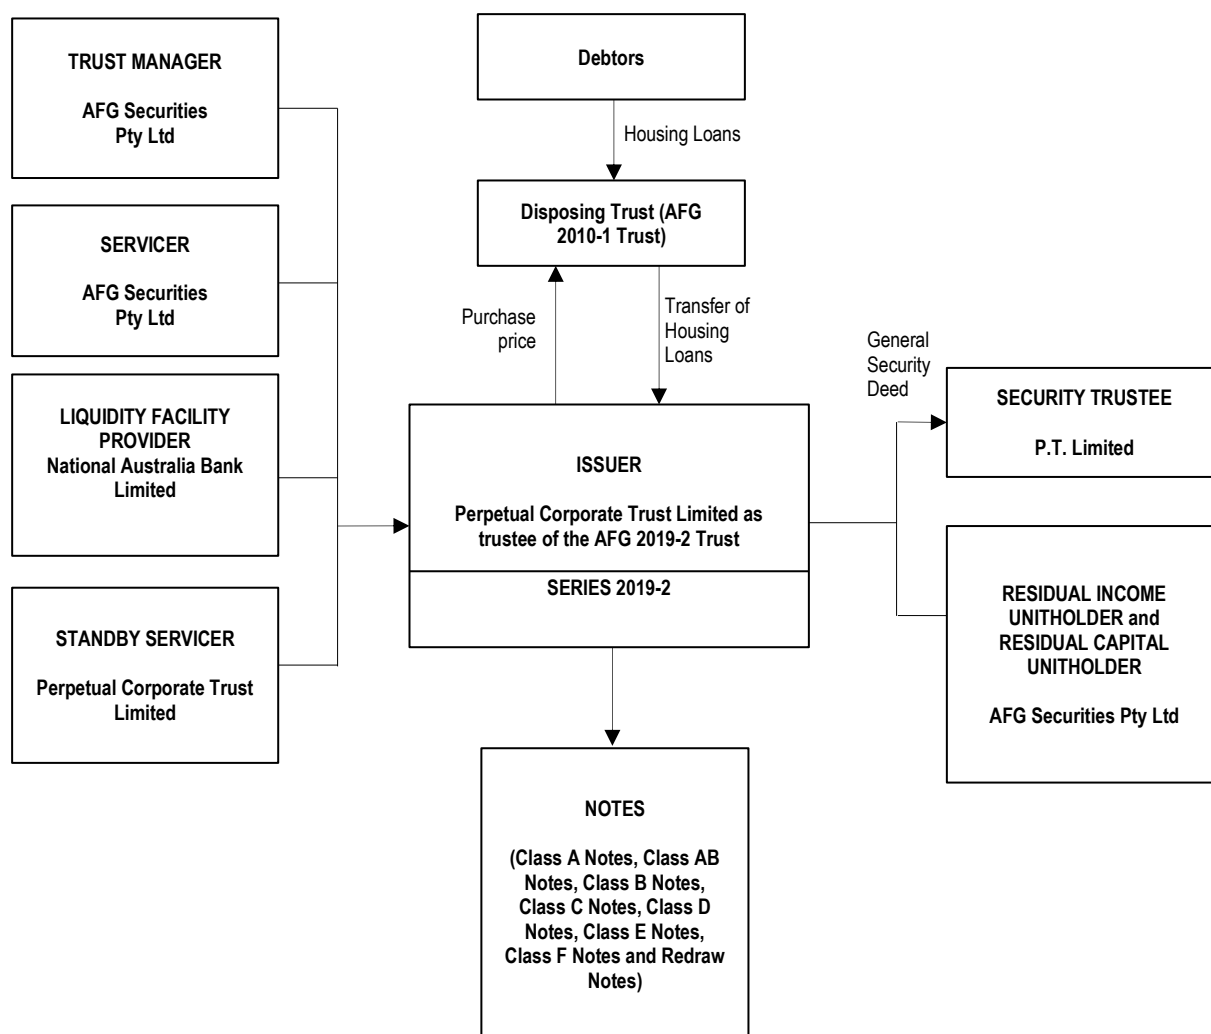 TRUST MANAGER
AFG Securities
Pty Ltd
SERVICER
AFG Securities
Pty Ltd
LIQUIDITY FACILITY
PROVIDER
National Australia Bank
Limited
STANDBY SERVICER
Perpetual Corporate Trust
Limited
Debtors
Housing Loans
Disposing Trust (AFG
2010-1 Trust)
Purchase
price
Transfer of
Housing
Loans
ISSUER
Perpetual Corporate Trust Limited as
trustee of the AFG 2019-2 Trust
SERIES 2019-2
NOTES
(Class A Notes, Class AB
Notes, Class B Notes,
Class C Notes, Class D
Notes, Class E Notes,
Class F Notes and Redraw
Notes)
General
Security
Deed
SECURITY TRUSTEE
P.T. Limited
RESIDUAL INCOME
UNITHOLDER and
RESIDUAL CAPITAL
UNITHOLDER
AFG Securities Pty Ltd